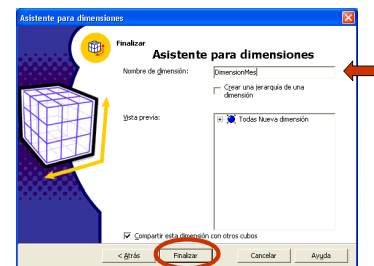 Asistente para dimensiones
Finalizar
Asistente para dimensiones
Nombre de dimensión:
DimensionMes
Crear una jerarquía de una
dimensión
Vista previa:
Todas Nueva dimensión
Compartir esta dimensión con otros cubos
< Atrás
Finalizar
Cancelar
Ayuda